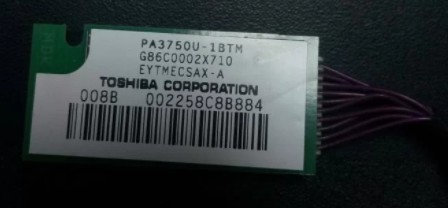 PA3750U-1BTM
G86C0002X710
EYTMECSAX-A
TOSHIBA CORPORATION
008B 002258C8B884